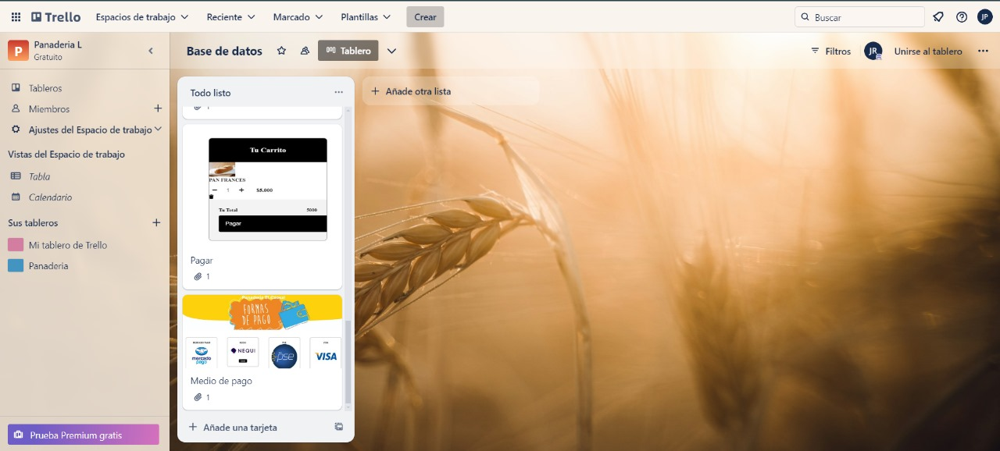 Trello
Espacios de trabajo
Reciente
Marcado
Plantillas
Crear
Buscar
JP
P
Panaderia L
Gratuito
Base de datos
Tablero
Filtros
JR
Unirse al tablero
Tableros
Miembros
Ajustes del Espacio de trabajo
Vistas del Espacio de trabajo
Tabla
Calendario
Sus tableros
Mi tablero de Trello
Panaderia
Prueba Premium gratis
Todo listo
1
Tu Carrito
PAN FRANCES
1
$5.000
Tu Total
5000
Pagar
Pagar
1
FORMAS
DE PAGO
mercado
pago
NEQUI
pse
VISA
Medio de pago
1
Añade una tarjeta
Añade otra lista